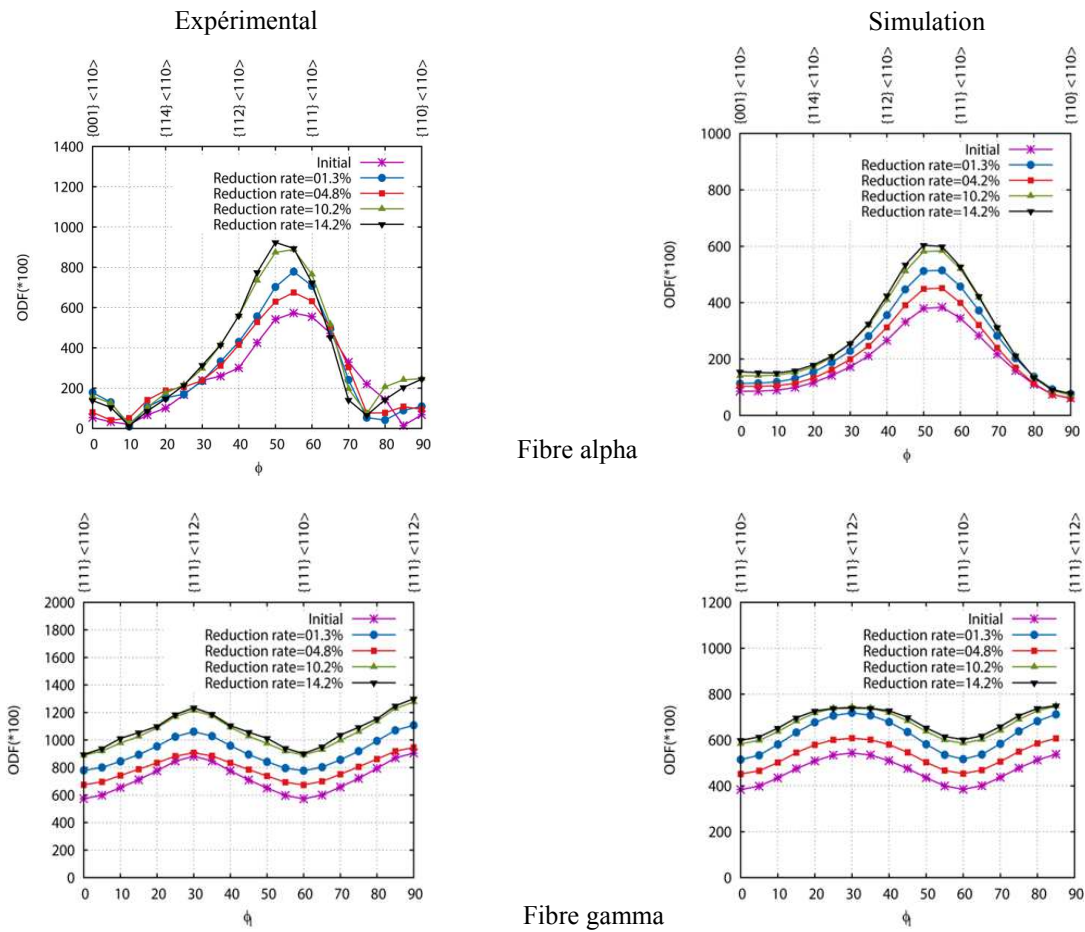 Expérimental
Simulation
{001} <110>
{114} <110>
{112} <110>
{111} <110>
{110} <110>
1400
1200
1000
800
600
400
200
0
ODF(*100)
Initial
Reduction rate=01.3%
Reduction rate=04.8%
Reduction rate=10.2%
Reduction rate=14.2%
0 10 20 30 40 50 60 70 80 90
ϕ
{001} <110>
{114} <110>
{112} <110>
{111} <110>
{110} <110>
1000
800
600
400
200
0
ODF(*100)
Initial
Reduction rate=01.3%
Reduction rate=04.2%
Reduction rate=10.2%
Reduction rate=14.2%
0 10 20 30 40 50 60 70 80 90
ϕ
Fibre alpha
{111} <110>
{111} <112>
{111} <110>
{111} <112>
2000
1800
1600
1400
1200
1000
800
600
400
200
0
ODF(*100)
Initial
Reduction rate=01.3%
Reduction rate=04.8%
Reduction rate=10.2%
Reduction rate=14.2%
0 10 20 30 40 50 60 70 80 90
ϕ1
{111} <110>
{111} <112>
{111} <110>
{111} <112>
1200
1000
800
600
400
200
0
ODF(*100)
Initial
Reduction rate=01.3%
Reduction rate=04.8%
Reduction rate=10.2%
Reduction rate=14.2%
0 10 20 30 40 50 60 70 80 90
ϕ1
Fibre gamma